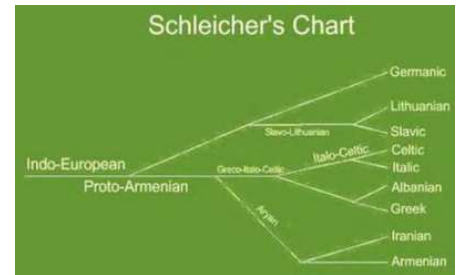 Schleicher's Chart
Germanic
Lithuanian
Slavo-Lithuanian
Slavic
Italo-Celtic
Celtic
Italic
Indo-European
Greco-Italo-Celtic
Proto-Armenian
Albanian
Greek
Aryan
Iranian
Armenian